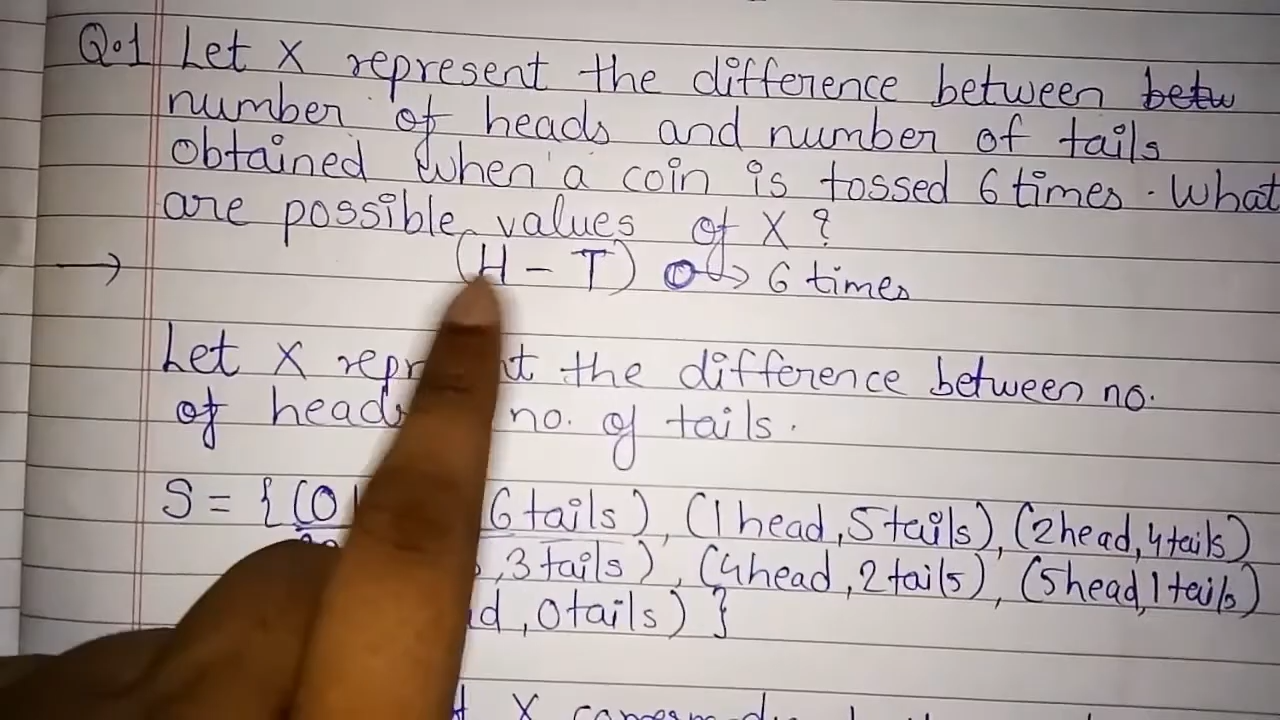 Q.1 Let X represent the difference between betw
number of heads and number of tails
obtained when a coin is tossed 6 times. What
are possible values of X ?
→ (H - T) → 6 times
Let X the difference between no.
of no. of tails.
S = { (0 6 tails), (1 head, 5 tails), (2 head, 4 tails)
, 3 tails), (4 head, 2 tails), (5 head, 1 tails)
, 0 tails) }
X